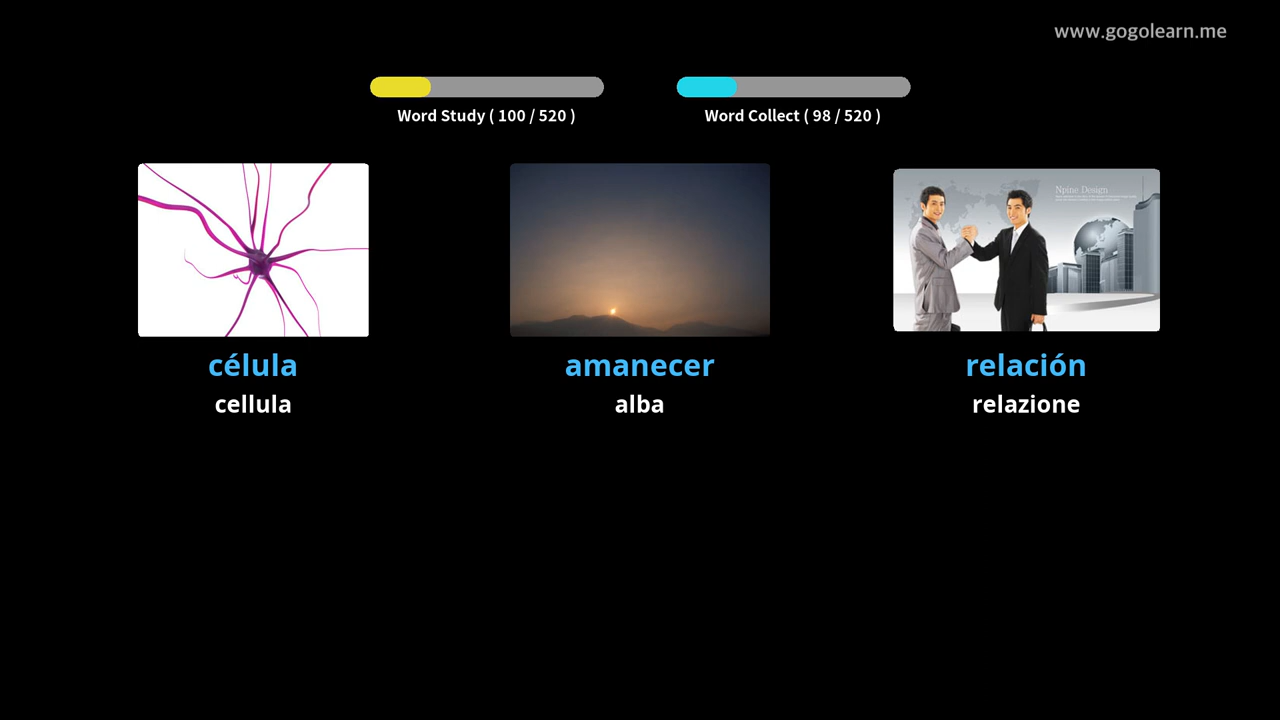 www.gogolearn.me
Word Study ( 100 / 520 )
Word Collect ( 98 / 520 )
Npine Design
célula
amanecer
relación
cellula
alba
relazione